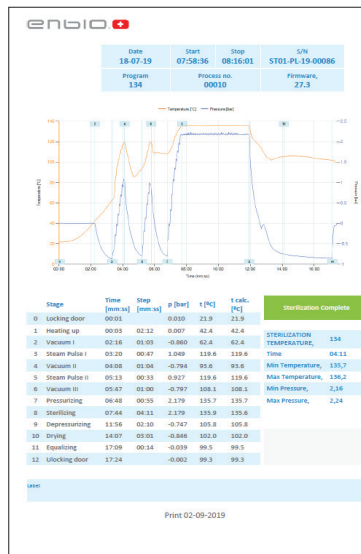 enbio.
Date Start Stop S/N
18-07-19 07:58:36 08:16:01 ST01-PL-19-00086
Program Process no. Firmware,
134 00010 27.3
Temperature [°C] Pressure [bar]
Stage Time [mm:ss] Step [mm:ss] p [bar] t [ºC] t calc. [ºC]
0 Locking door 00:01 0.010 21.9 21.9
1 Heating up 00:03 02:12 0.007 42.4 42.4
2 Vacuum I 02:16 01:03 -0.860 62.4 62.4
3 Steam Pulse I 03:20 00:47 1.049 119.6 119.6
4 Vacuum II 04:08 01:04 -0.794 93.6 93.6
5 Steam Pulse II 05:13 00:33 0.927 119.6 119.6
6 Vacuum III 05:47 01:00 -0.797 108.1 108.1
7 Pressurizing 06:48 00:55 2.179 135.7 135.7
8 Sterilizing 07:44 04:11 2.179 135.9 135.6
9 Depressurizing 11:56 02:10 -0.747 105.8 105.8
10 Drying 14:07 03:01 -0.846 102.0 102.0
11 Equalizing 17:09 00:14 -0.039 99.5 99.5
12 Ulocking door 17:24 -0.002 99.3 99.3
Sterilization Complete
STERILIZATION TEMPERATURE, 134
Time 04:11
Min Temperature, 135,7
Max Temperature, 136,2
Min Pressure, 2,16
Max Pressure, 2,24
Print 02-09-2019